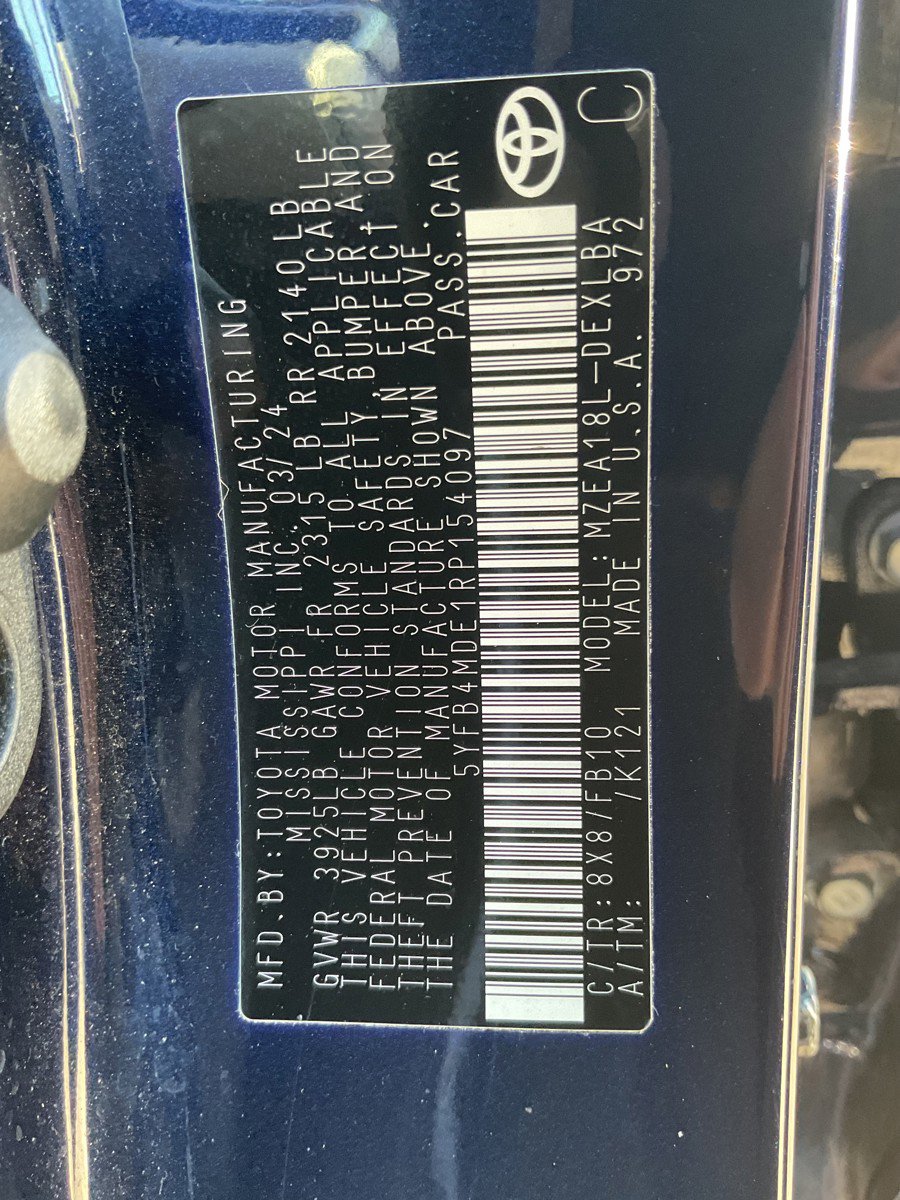 MFD.BY:TOYOTA MOTOR MANUFACTURING
MISSISSIPPI INC. 03/24
GVWR 3925LB GAWR FR 2315LB RR 2140LB
THIS VEHICLE CONFORMS TO ALL APPLICABLE
FEDERAL MOTOR VEHICLE SAFETY, BUMPER, AND
THEFT PREVENTION STANDARDS IN EFFECT ON
THE DATE OF MANUFACTURE SHOWN ABOVE.
5YFB4MDE1RP154097 PASS.CAR
C/TR: 8X8/FB10 MODEL: MZEA18L-DEXLBA
A/TM: /K121 MADE IN U.S.A. 972
C